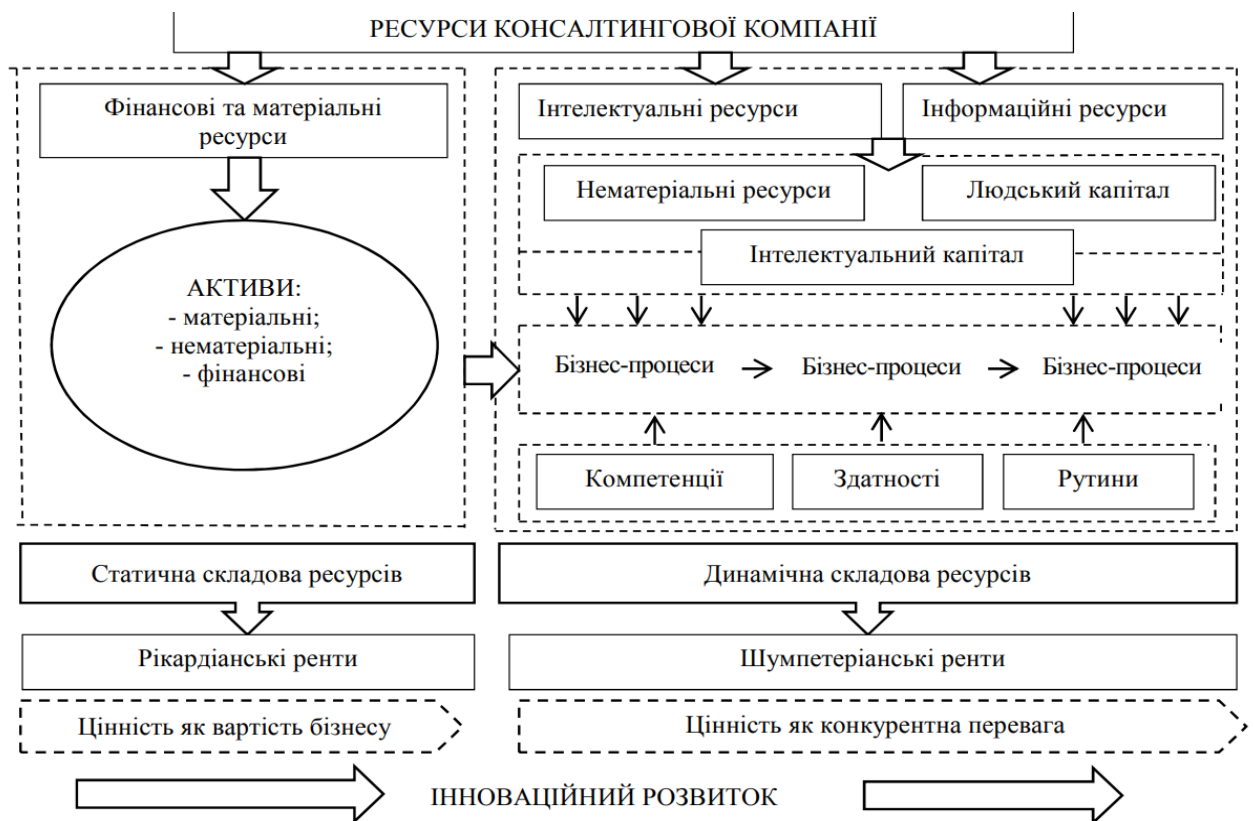 РЕСУРСИ КОНСАЛТИНГОВОЇ КОМПАНІЇ
Фінансові та матеріальні
ресурси
Інтелектуальні ресурси
Інформаційні ресурси
Нематеріальні ресурси
Людський капітал
Інтелектуальний капітал
АКТИВИ:
- матеріальні;
- нематеріальні;
- фінансові
Бізнес-процеси
Бізнес-процеси
Бізнес-процеси
Компетенції
Здатності
Рутини
Статична складова ресурсів
Динамічна складова ресурсів
Рікардіанські ренти
Шумпетеріанські ренти
Цінність як вартість бізнесу
Цінність як конкурентна перевага
ІННОВАЦІЙНИЙ РОЗВИТОК